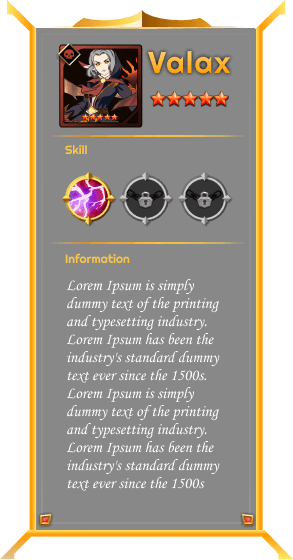 Valax
Skill
Information
Lorem Ipsum is simply
dummy text of the printing
and typesetting industry.
Lorem Ipsum has been the
industry's standard dummy
text ever since the 1500s.
Lorem Ipsum is simply
dummy text of the printing
and typesetting industry.
Lorem Ipsum has been the
industry's standard dummy
text ever since the 1500s